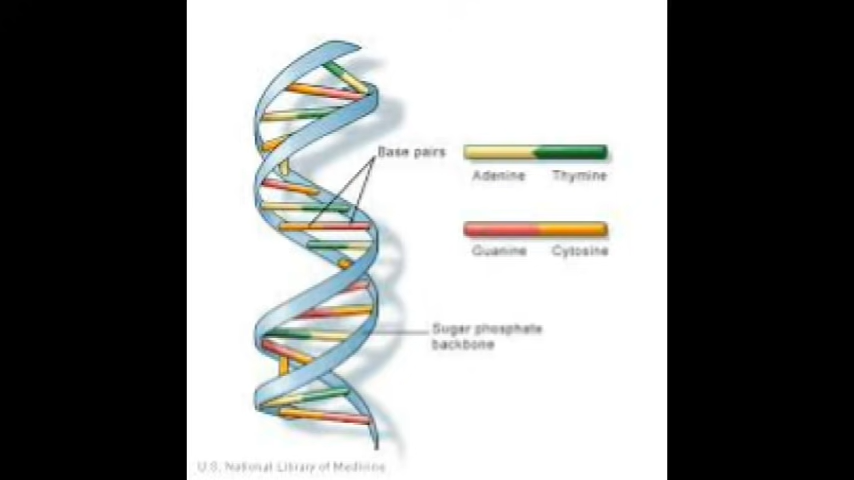 Base pairs
Adenine Thymine
Guanine Cytosine
Sugar phosphate
backbone
U.S. National Library of Medicine